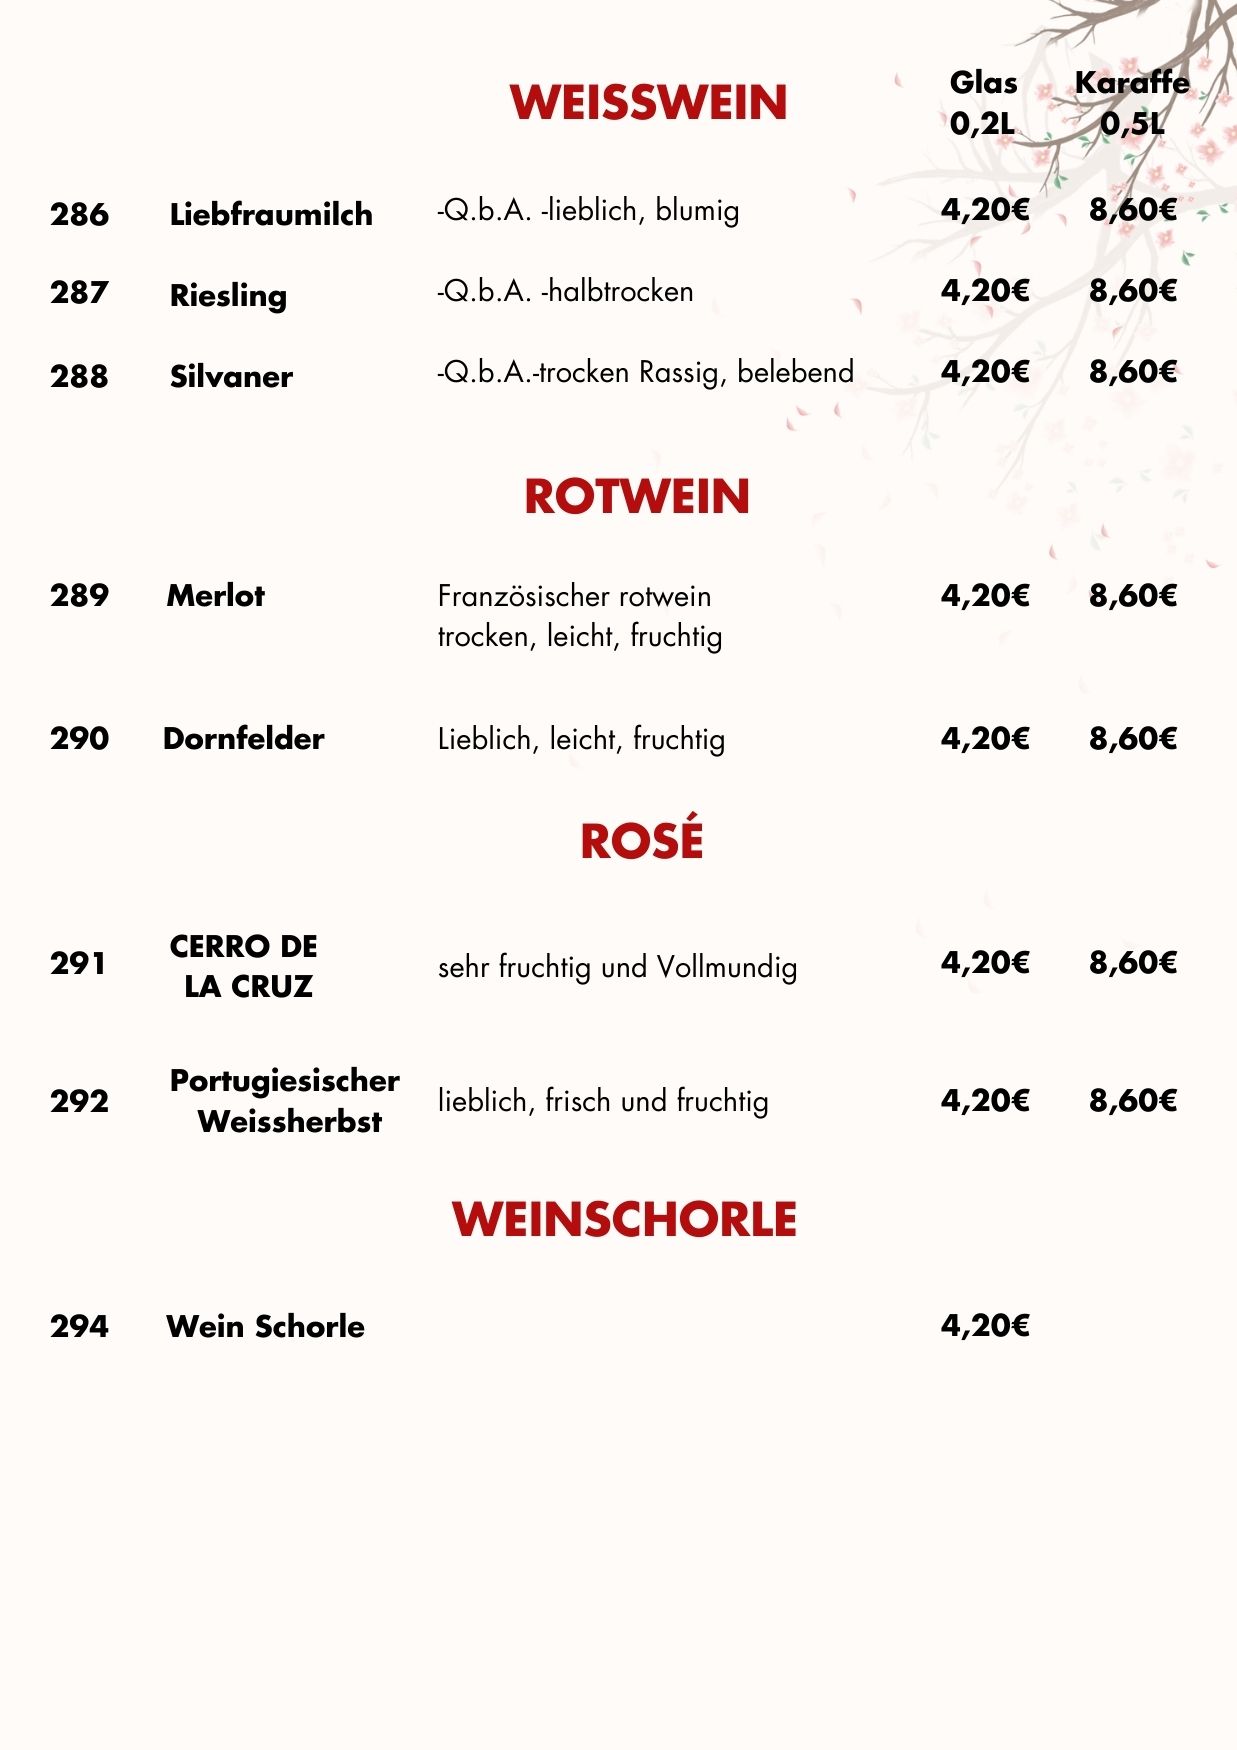 WEISSWEIN
Glas Karaffe
0,2L 0,5L
286 Liebfraumilch -Q.b.A. -lieblich, blumig 4,20€ 8,60€
287 Riesling -Q.b.A. -halbtrocken 4,20€ 8,60€
288 Silvaner -Q.b.A.-trocken Rassig, belebend 4,20€ 8,60€
ROTWEIN
289 Merlot Französischer rotwein 4,20€ 8,60€
trocken, leicht, fruchtig
290 Dornfelder Lieblich, leicht, fruchtig 4,20€ 8,60€
ROSÉ
291 CERRO DE
LA CRUZ sehr fruchtig und Vollmundig 4,20€ 8,60€
292 Portugiesischer
Weissherbst lieblich, frisch und fruchtig 4,20€ 8,60€
WEINSCHORLE
294 Wein Schorle 4,20€